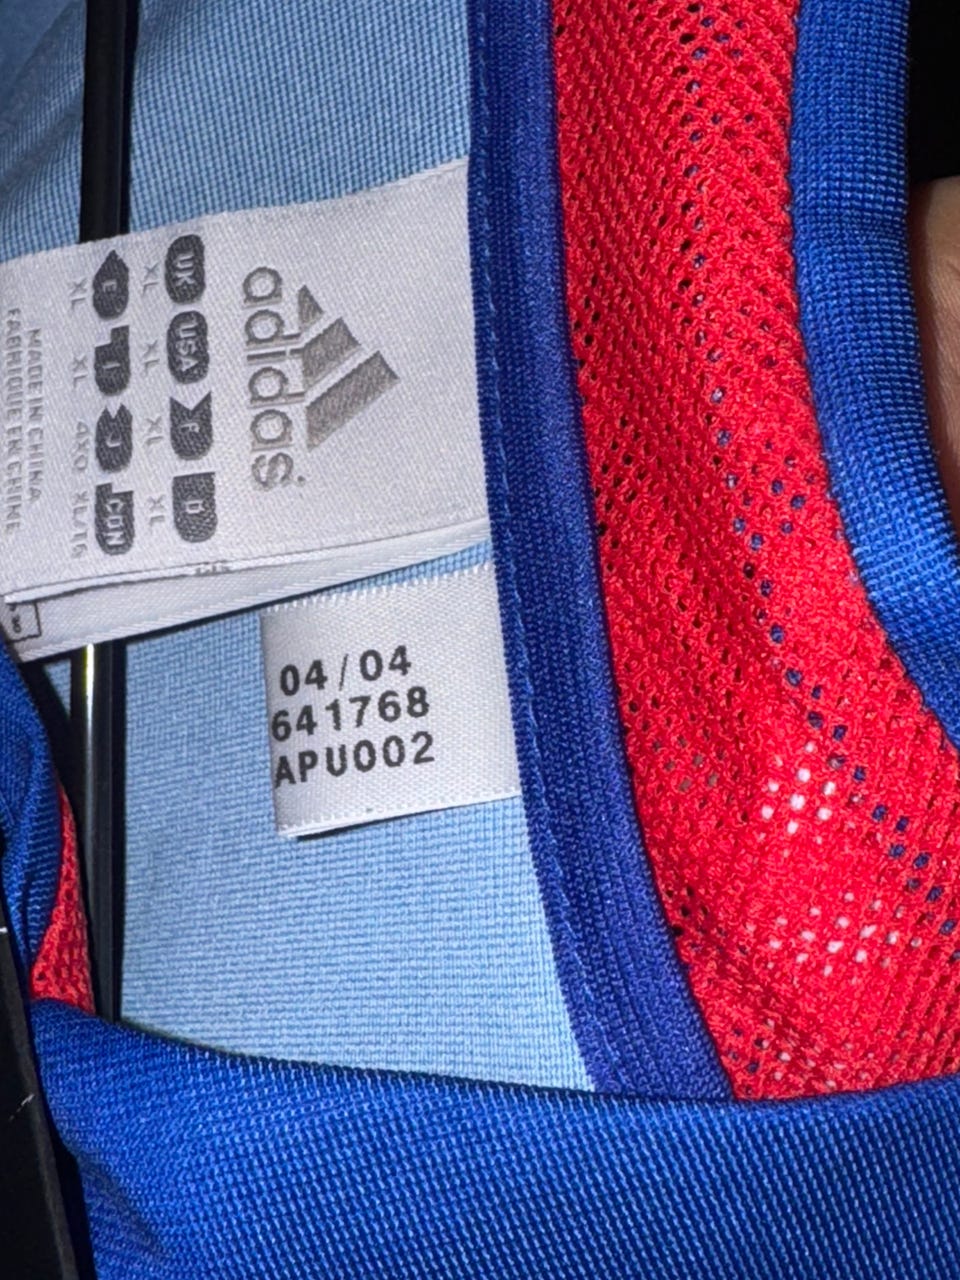 adidas
UK USA F D
XL XL XL XL
E I J CDN
XL XL 4XO XL/TG
MADE IN CHINA
FABRIQUE EN CHINE
04/04
641768
APU002